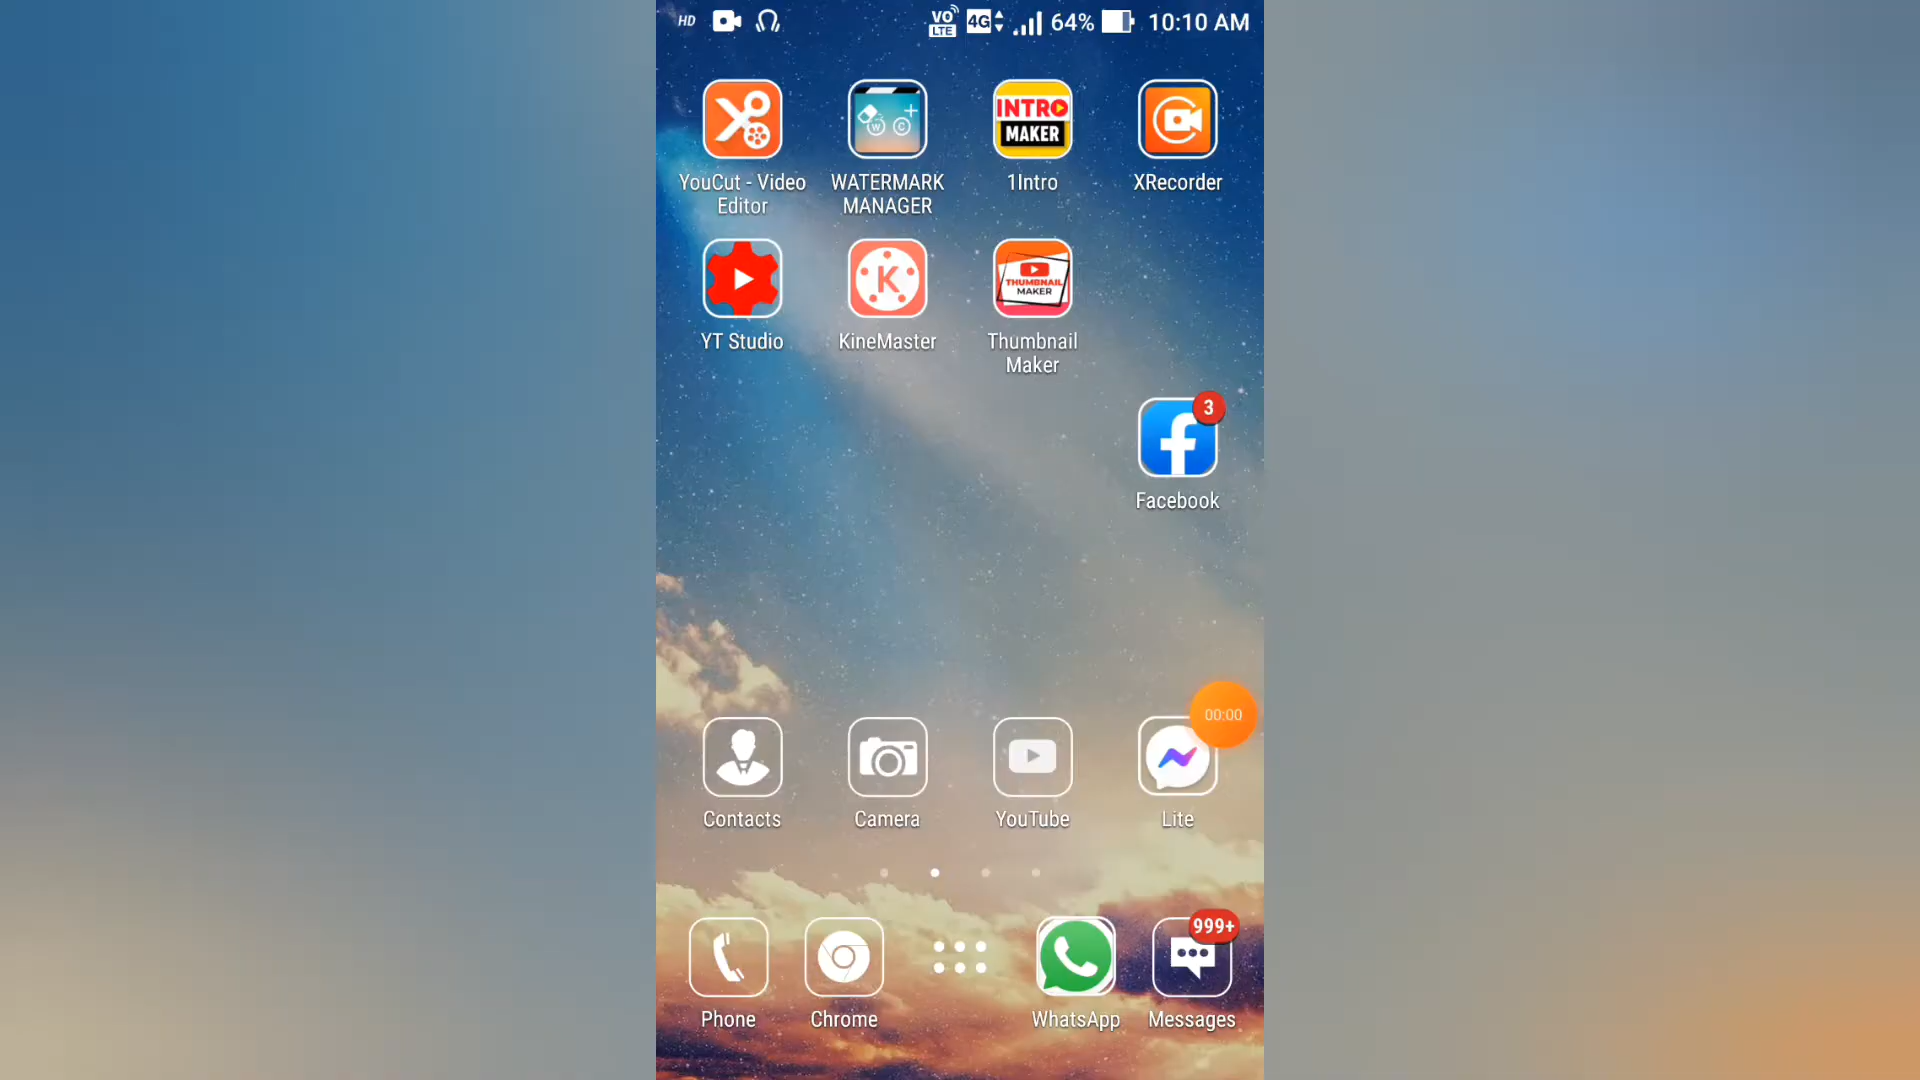 HD VO LTE 4G 64% 10:10 AM
INTRO
MAKER
W C
YouCut - Video
Editor
WATERMARK
MANAGER
1Intro
XRecorder
K
THUMBNAIL
MAKER
YT Studio
KineMaster
Thumbnail
Maker
3
f
Facebook
00:00
Contacts
Camera
YouTube
Lite
999+
Phone
Chrome
WhatsApp
Messages